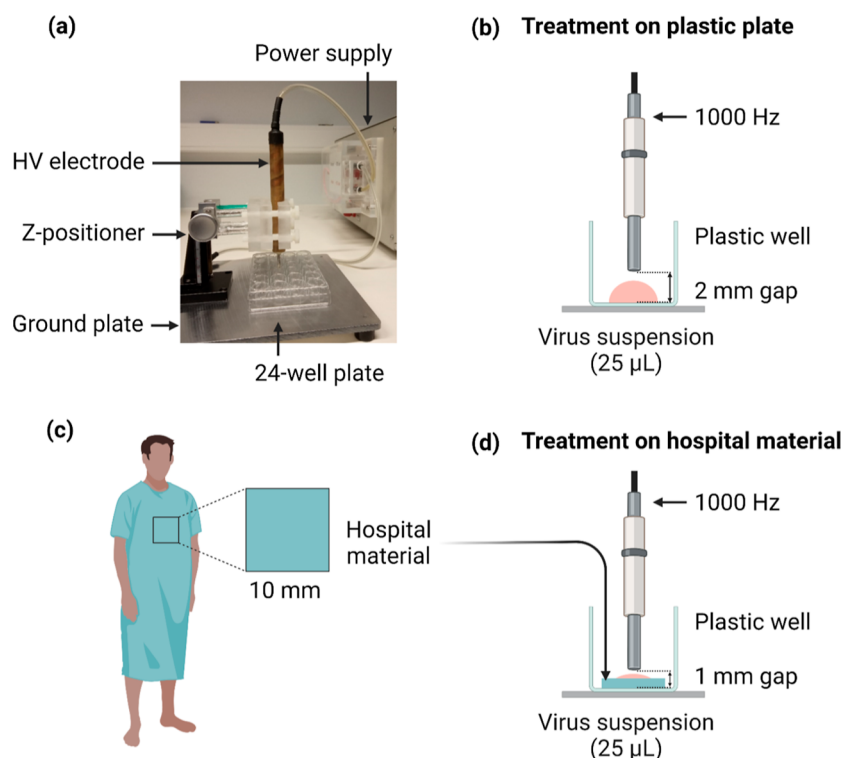 (a)
Power supply
HV electrode
Z-positioner
Ground plate
24-well plate
(b) Treatment on plastic plate
1000 Hz
Plastic well
2 mm gap
Virus suspension
(25 µL)
(c)
Hospital
material
10 mm
(d) Treatment on hospital material
1000 Hz
Plastic well
1 mm gap
Virus suspension
(25 µL)